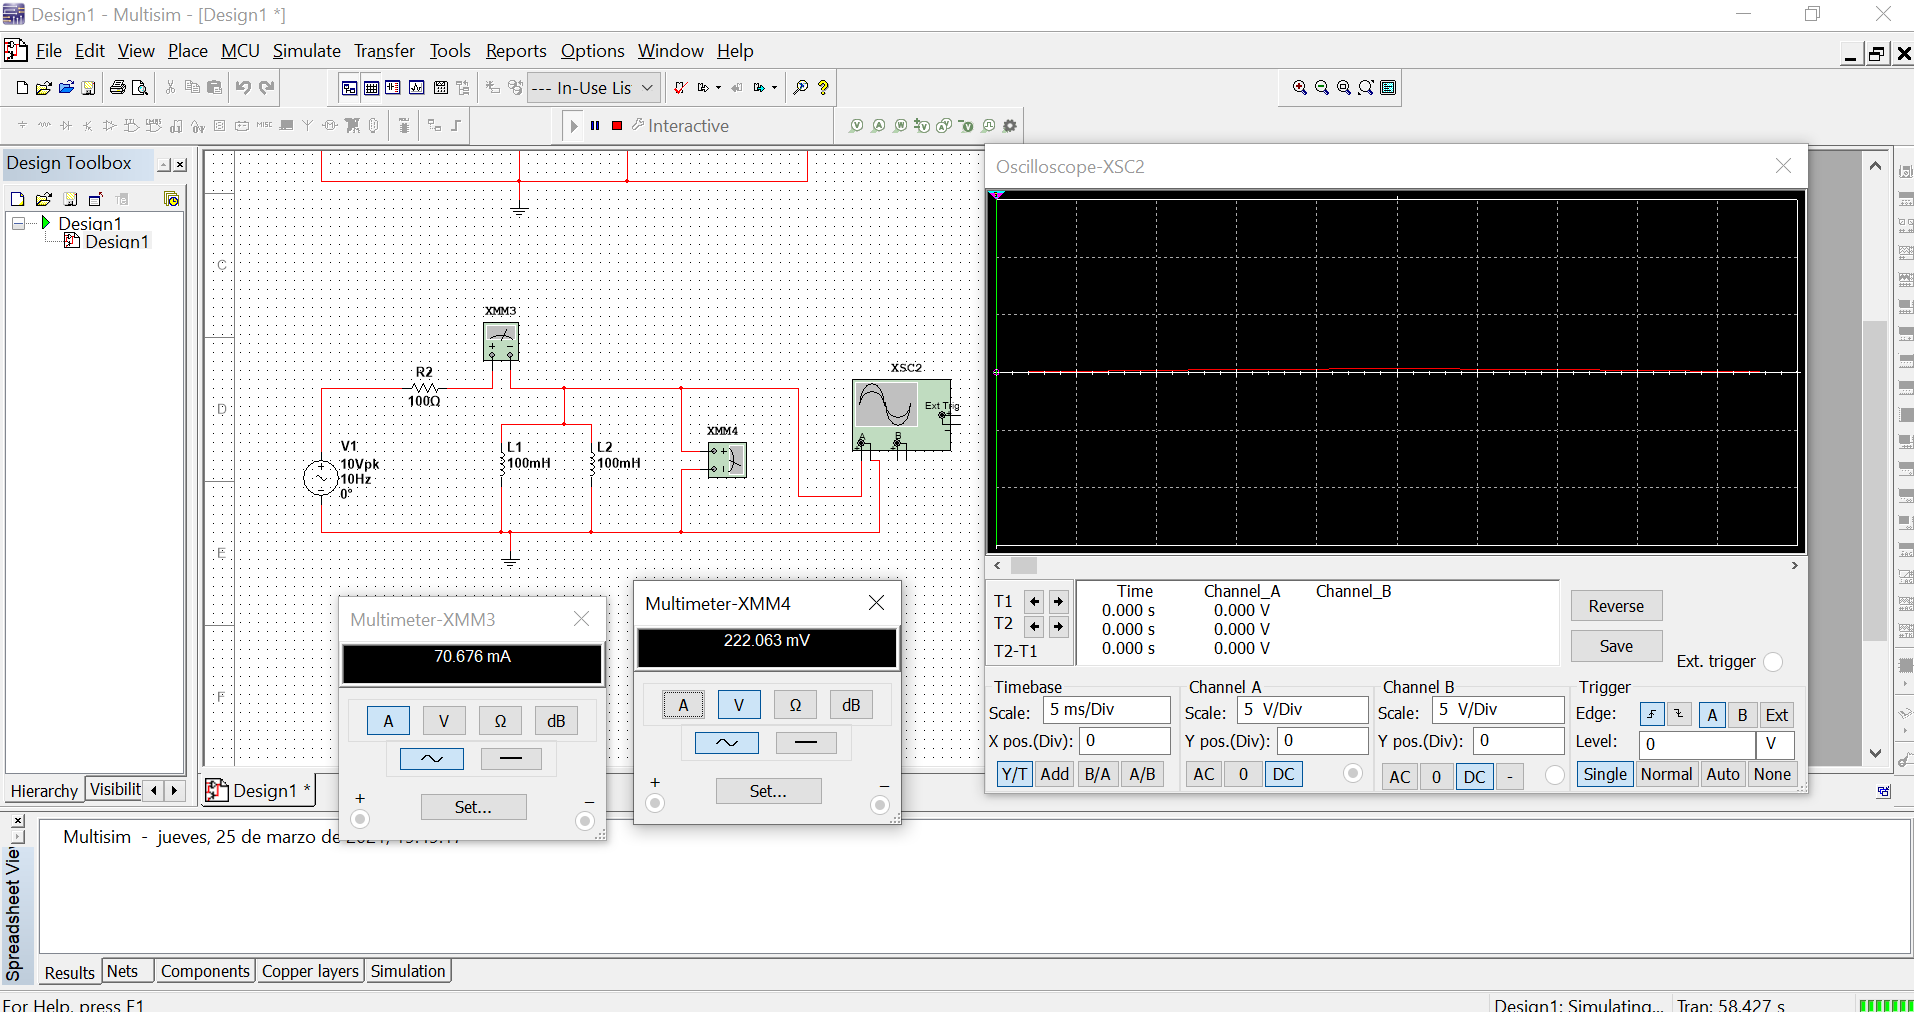 Design1 - Multisim - [Design1 *]
File Edit View Place MCU Simulate Transfer Tools Reports Options Window Help
--- In-Use Lis
Interactive
Design Toolbox
Design1
Design1
Hierarchy Visibilit
C
D
E
F
XMM3
R2
100Ω
V1
10Vpk
10Hz
0°
L1
100mH
L2
100mH
XMM4
XSC2
Ext Trig
A B
Design1 *
Multimeter-XMM3
70.676 mA
A V Ω dB
Set...
+ −
Multimeter-XMM4
222.063 mV
A V Ω dB
Set...
+ −
Oscilloscope-XSC2
Time Channel_A Channel_B
T1 0.000 s 0.000 V
T2 0.000 s 0.000 V
T2-T1 0.000 s 0.000 V
Reverse
Save
Ext. trigger
Timebase
Scale: 5 ms/Div
X pos.(Div): 0
Y/T Add B/A A/B
Channel A
Scale: 5 V/Div
Y pos.(Div): 0
AC 0 DC
Channel B
Scale: 5 V/Div
Y pos.(Div): 0
AC 0 DC -
Trigger
Edge: A B Ext
Level: 0 V
Single Normal Auto None
Spreadsheet Vie
Multisim - jueves, 25 de marzo de
Results Nets Components Copper layers Simulation
For Help, press F1
Design1: Simulating... Tran: 58.427 s